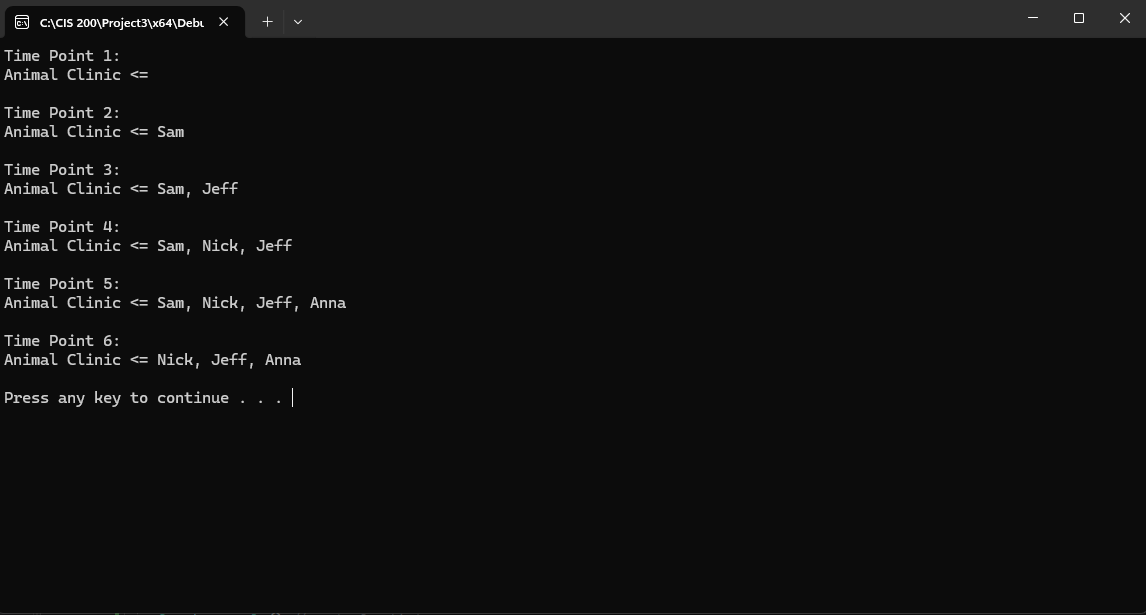 C:\CIS 200\Project3\x64\Debu
Time Point 1:
Animal Clinic <=
Time Point 2:
Animal Clinic <= Sam
Time Point 3:
Animal Clinic <= Sam, Jeff
Time Point 4:
Animal Clinic <= Sam, Nick, Jeff
Time Point 5:
Animal Clinic <= Sam, Nick, Jeff, Anna
Time Point 6:
Animal Clinic <= Nick, Jeff, Anna
Press any key to continue . . .